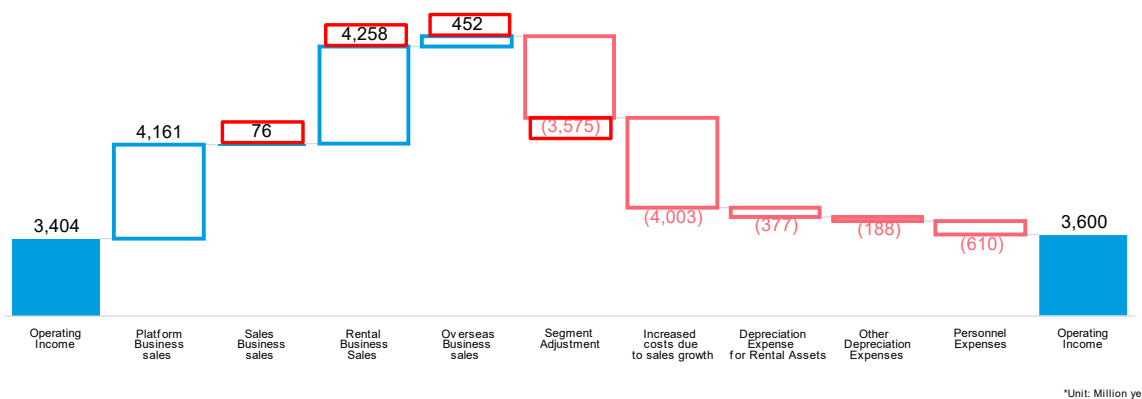 452
4,258
76
4,161
(3,575)
3,404
(4,003)
(377)
(188)
(610)
3,600
Operating
Income
Platform
Business
sales
Sales
Business
sales
Rental
Business
Sales
Overseas
Business
sales
Segment
Adjustment
Increased
costs due
to sales growth
Depreciation
Expense
for Rental Assets
Other
Depreciation
Expenses
Personnel
Expenses
Operating
Income
*Unit: Million ye